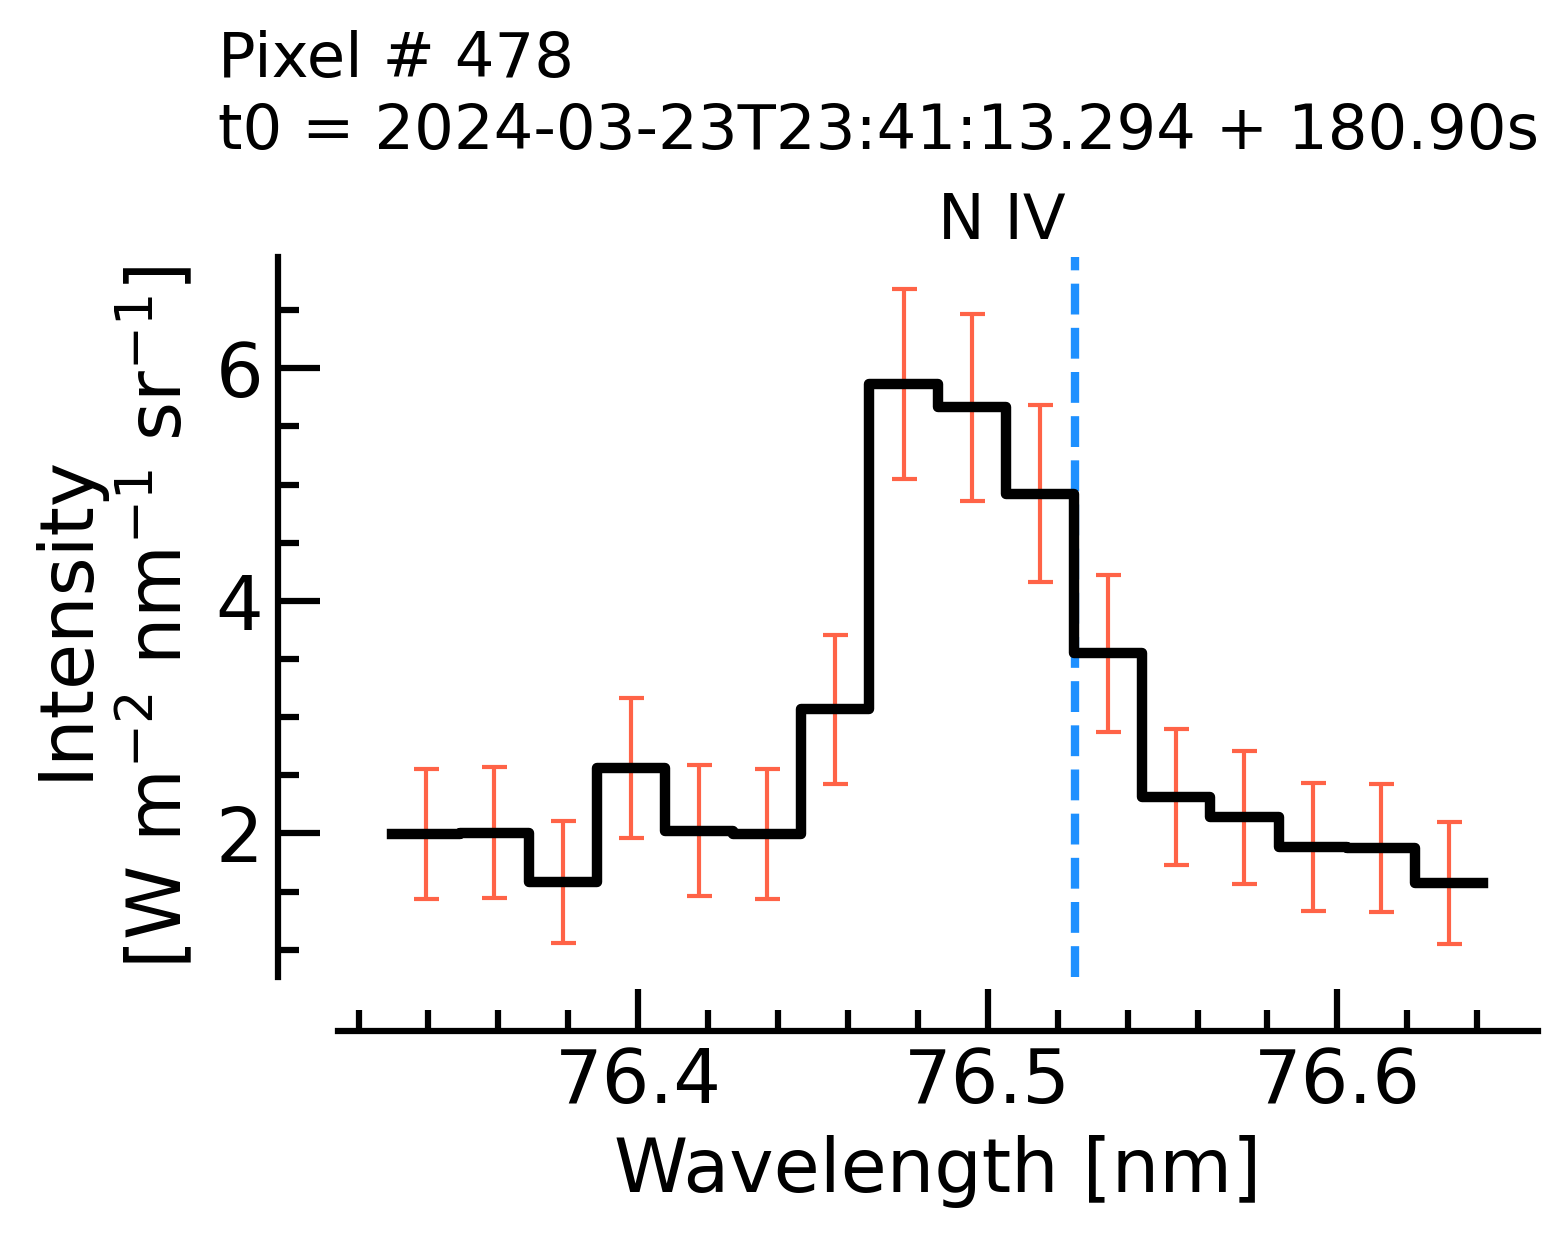 Pixel # 478
t0 = 2024-03-23T23:41:13.294 + 180.90s
N IV
Intensity
[W m⁻² nm⁻¹ sr⁻¹]
6
4
2
76.4 76.5 76.6
Wavelength [nm]